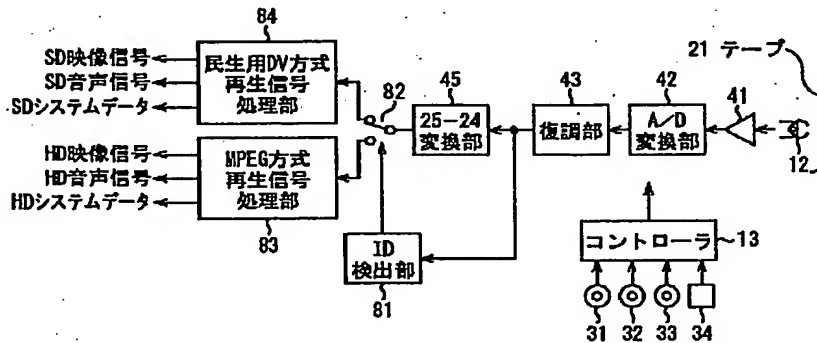 84
SD映像信号
SD音声信号
SDシステムデータ
民生用DV方式
再生信号
処理部
82
45
25-24
変換部
43
復調部
42
A/D
変換部
41
21 テープ
12
HD映像信号
HD音声信号
HDシステムデータ
MPEG方式
再生信号
処理部
83
ID
検出部
81
コントローラ
13
31
32
33
34